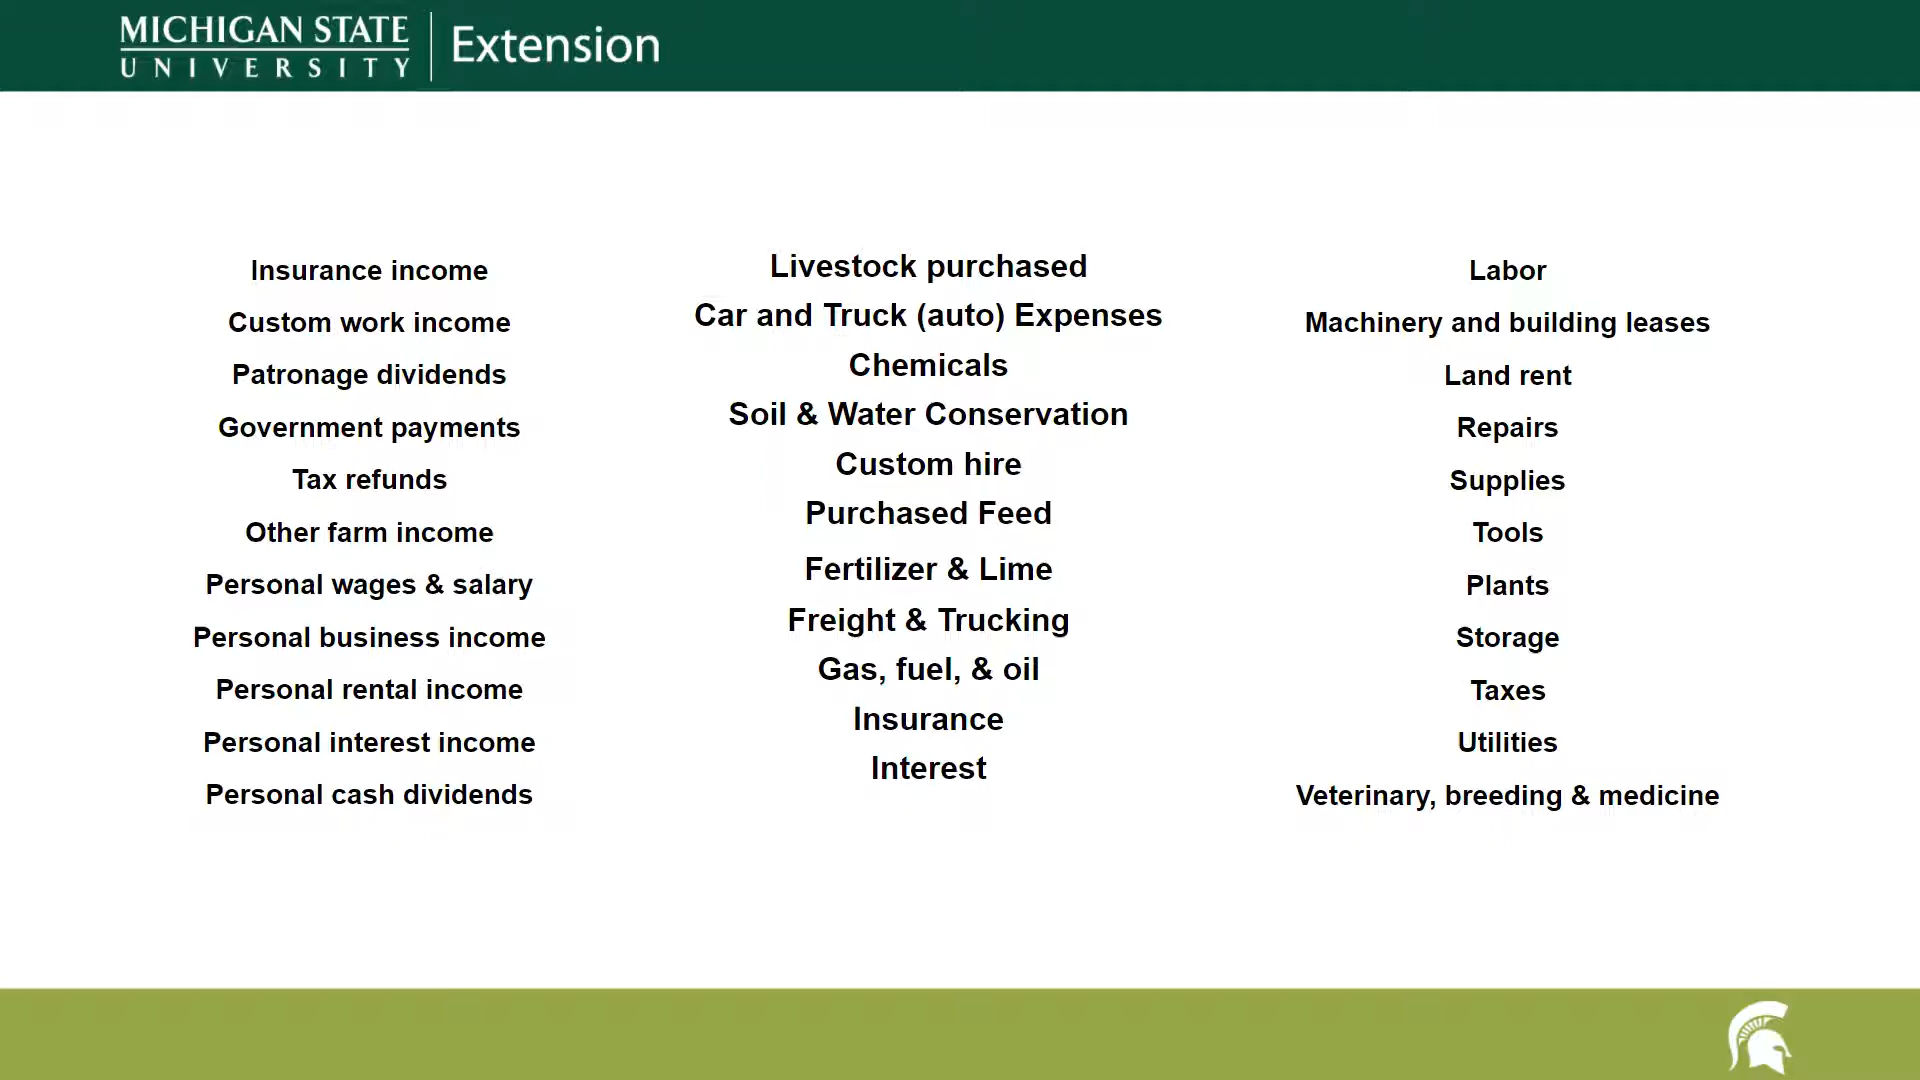 MICHIGAN STATE
UNIVERSITY
Extension
Insurance income
Custom work income
Patronage dividends
Government payments
Tax refunds
Other farm income
Personal wages & salary
Personal business income
Personal rental income
Personal interest income
Personal cash dividends
Livestock purchased
Car and Truck (auto) Expenses
Chemicals
Soil & Water Conservation
Custom hire
Purchased Feed
Fertilizer & Lime
Freight & Trucking
Gas, fuel, & oil
Insurance
Interest
Labor
Machinery and building leases
Land rent
Repairs
Supplies
Tools
Plants
Storage
Taxes
Utilities
Veterinary, breeding & medicine